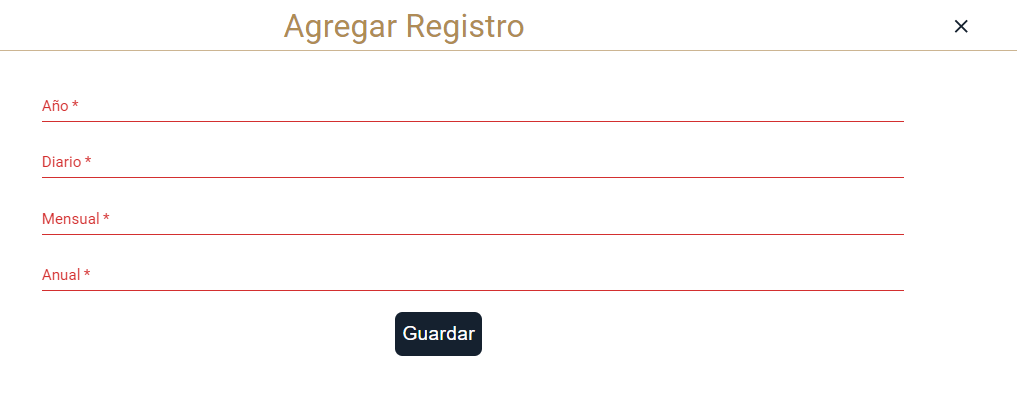 Agregar Registro
Año *
Diario *
Mensual *
Anual *
Guardar